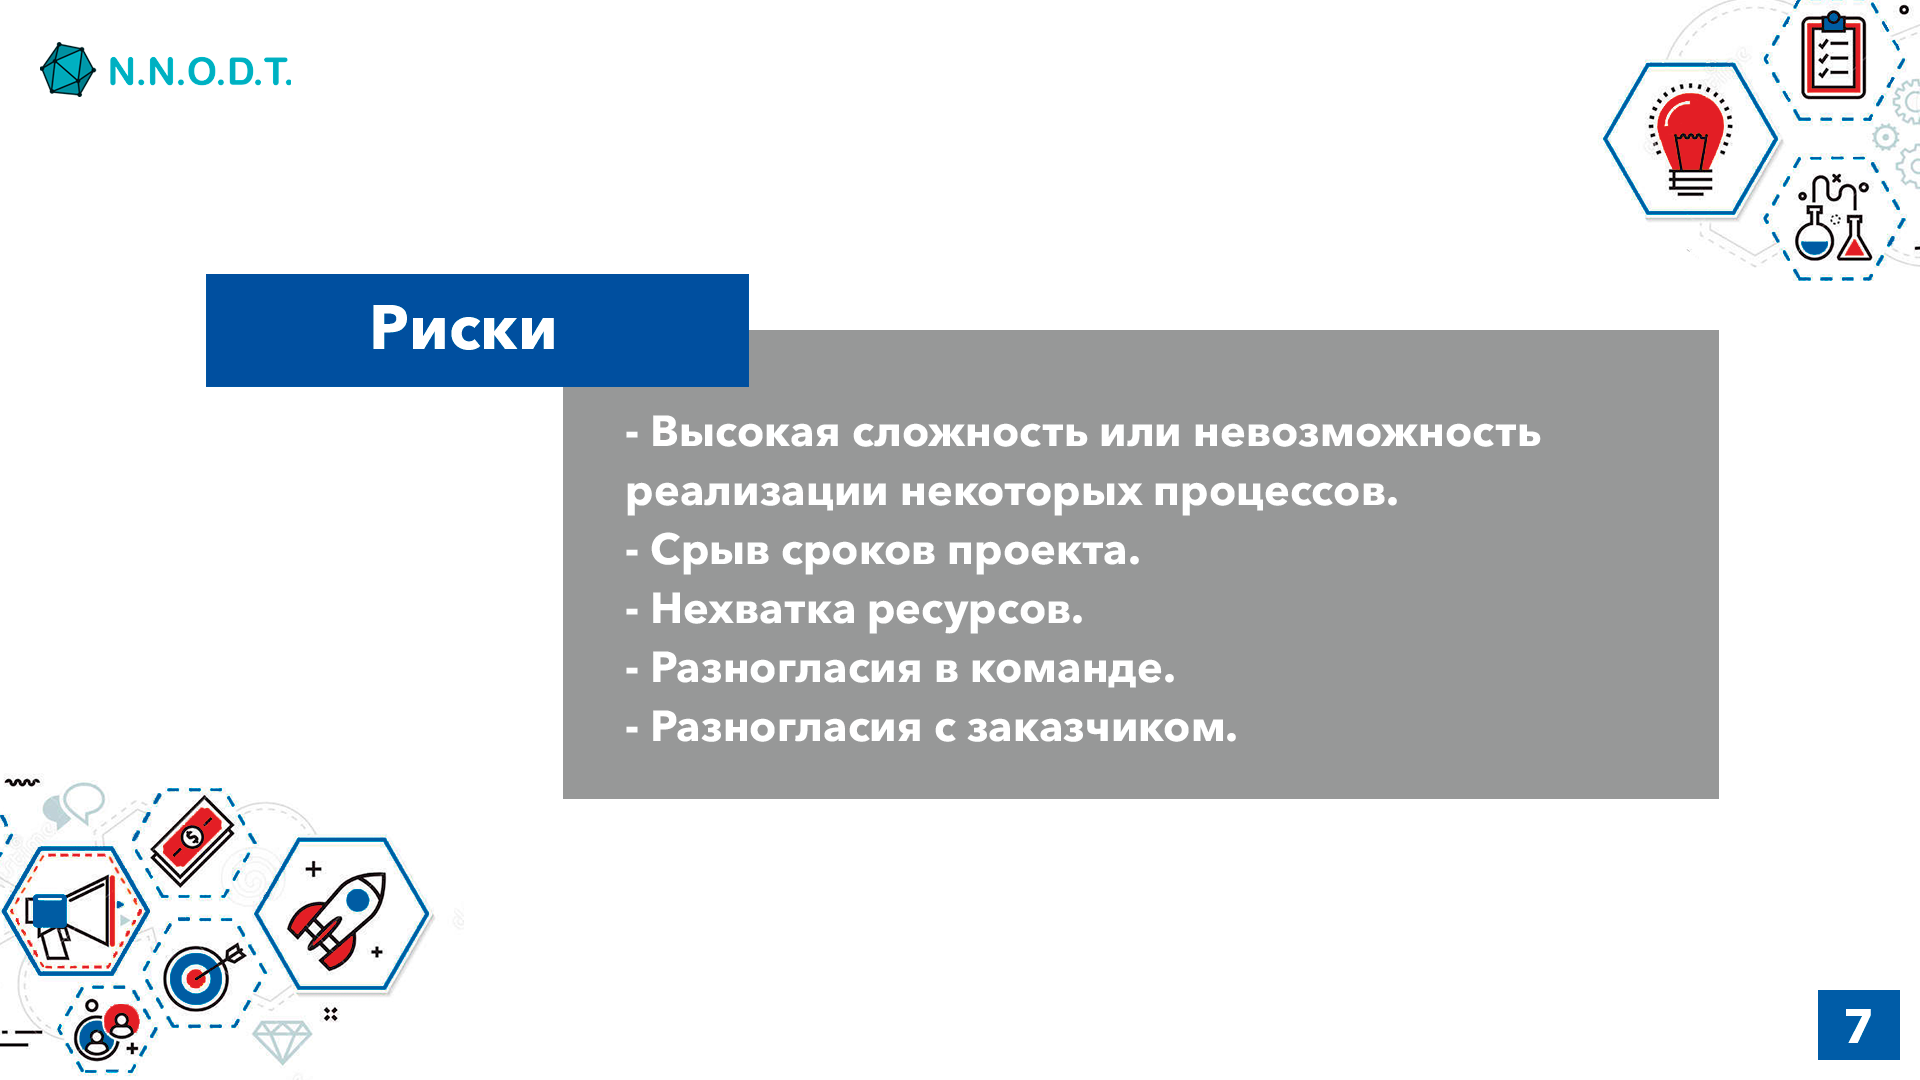 N.N.O.D.T.
Риски
- Высокая сложность или невозможность
реализации некоторых процессов.
- Срыв сроков проекта.
- Нехватка ресурсов.
- Разногласия в команде.
- Разногласия с заказчиком.
7